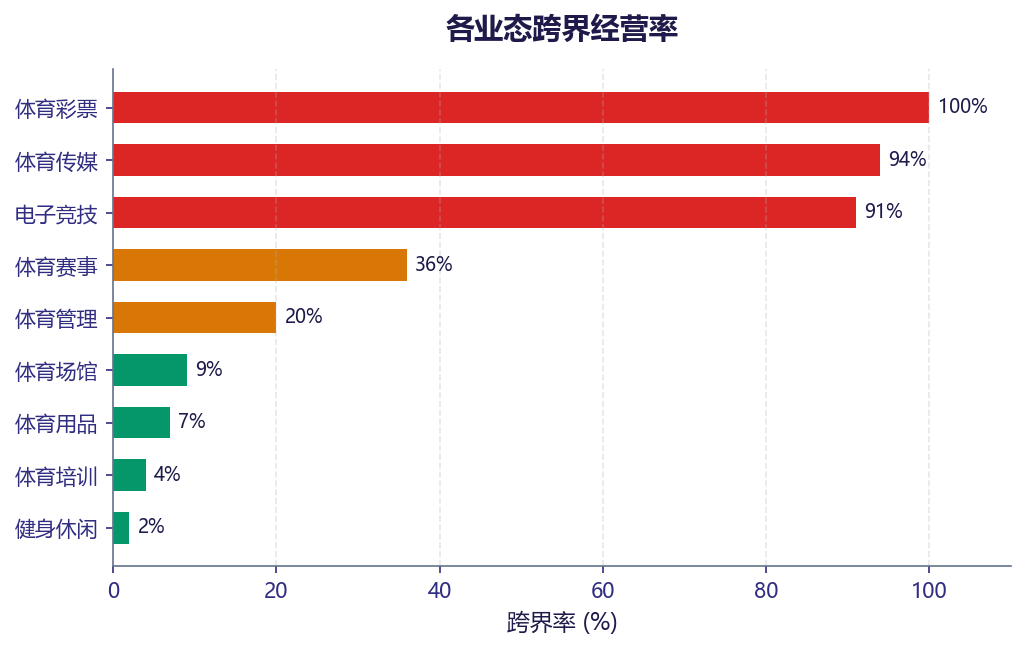 各业态跨界经营率
体育彩票 100%
体育传媒 94%
电子竞技 91%
体育赛事 36%
体育管理 20%
体育场馆 9%
体育用品 7%
体育培训 4%
健身休闲 2%
0 20 40 60 80 100
跨界率 (%)